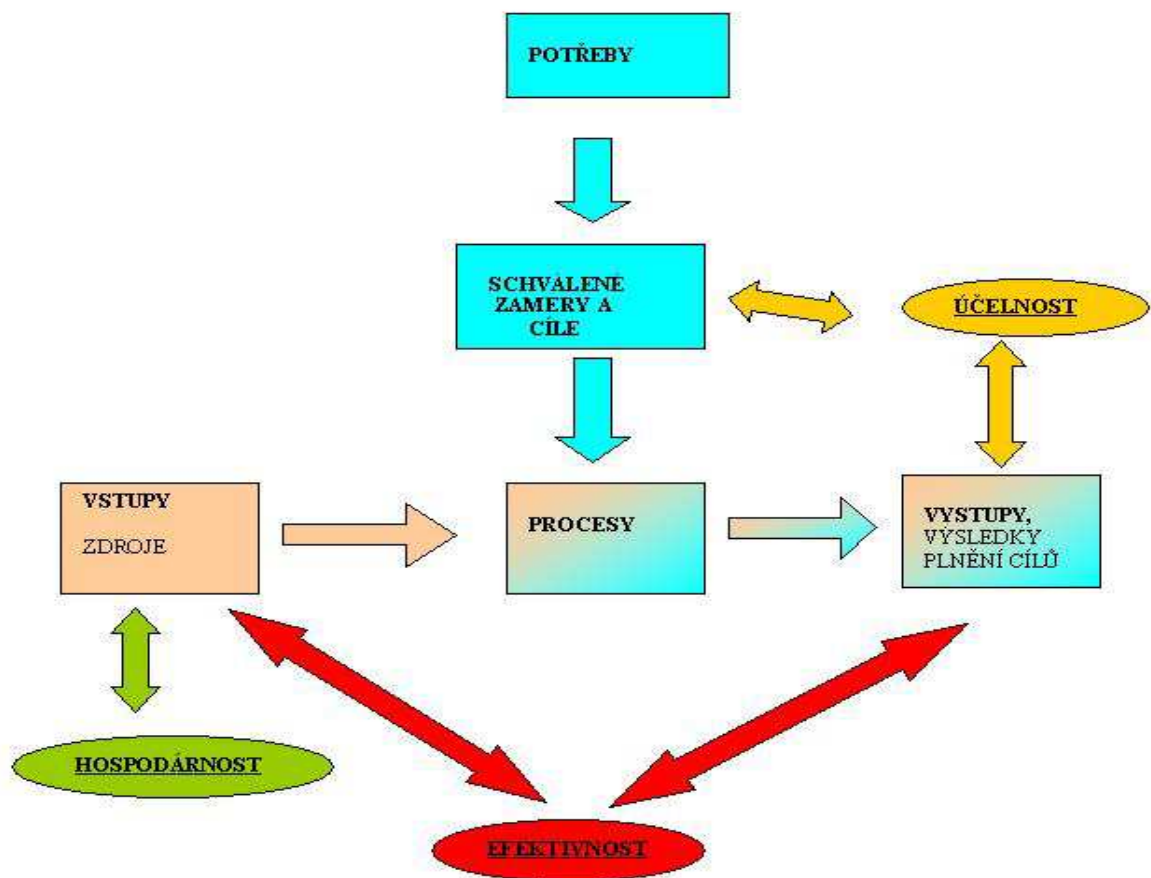 POTŘEBY
SCHVÁLENÉ
ZAMERY A
CÍLE
ÚČELNOST
VSTUPY
ZDROJE
PROCESY
VYSTUPY,
VÝSLEDKY
PLNĚNÍ CÍLŮ
HOSPODÁRNOST
EFEKTIVNOST